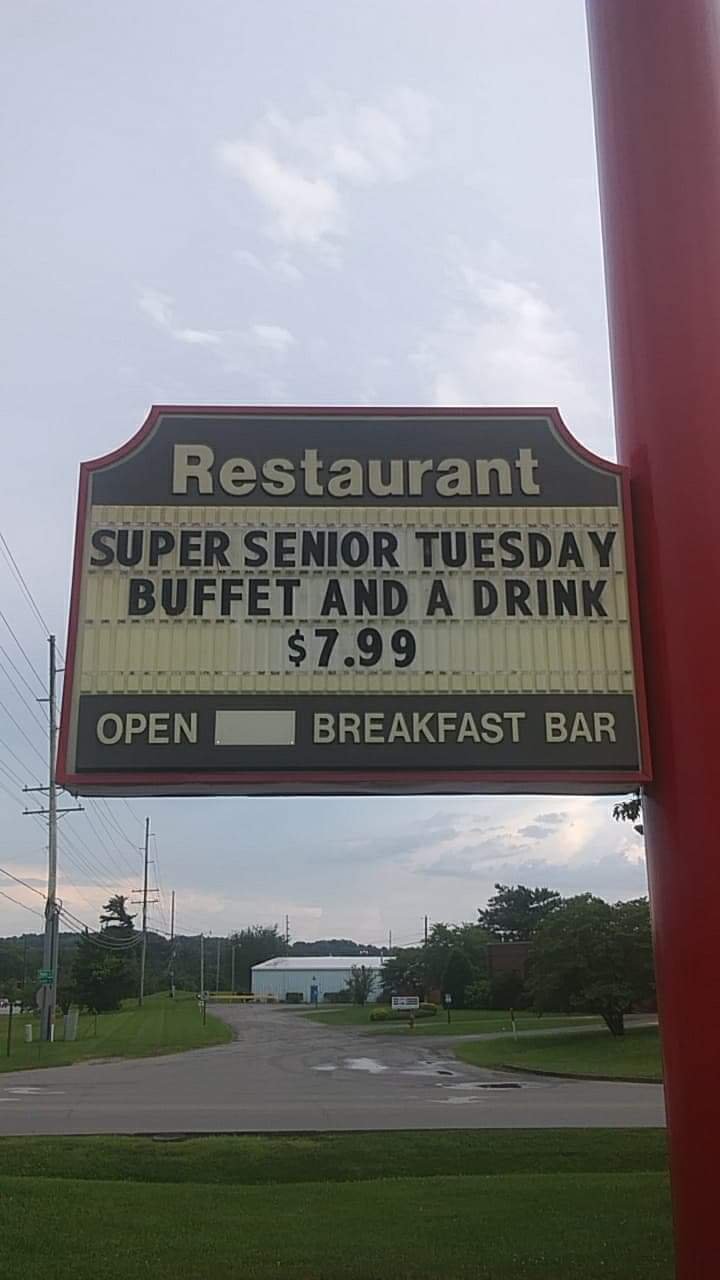 Restaurant
SUPER SENIOR TUESDAY
BUFFET AND A DRINK
$7.99
OPEN BREAKFAST BAR